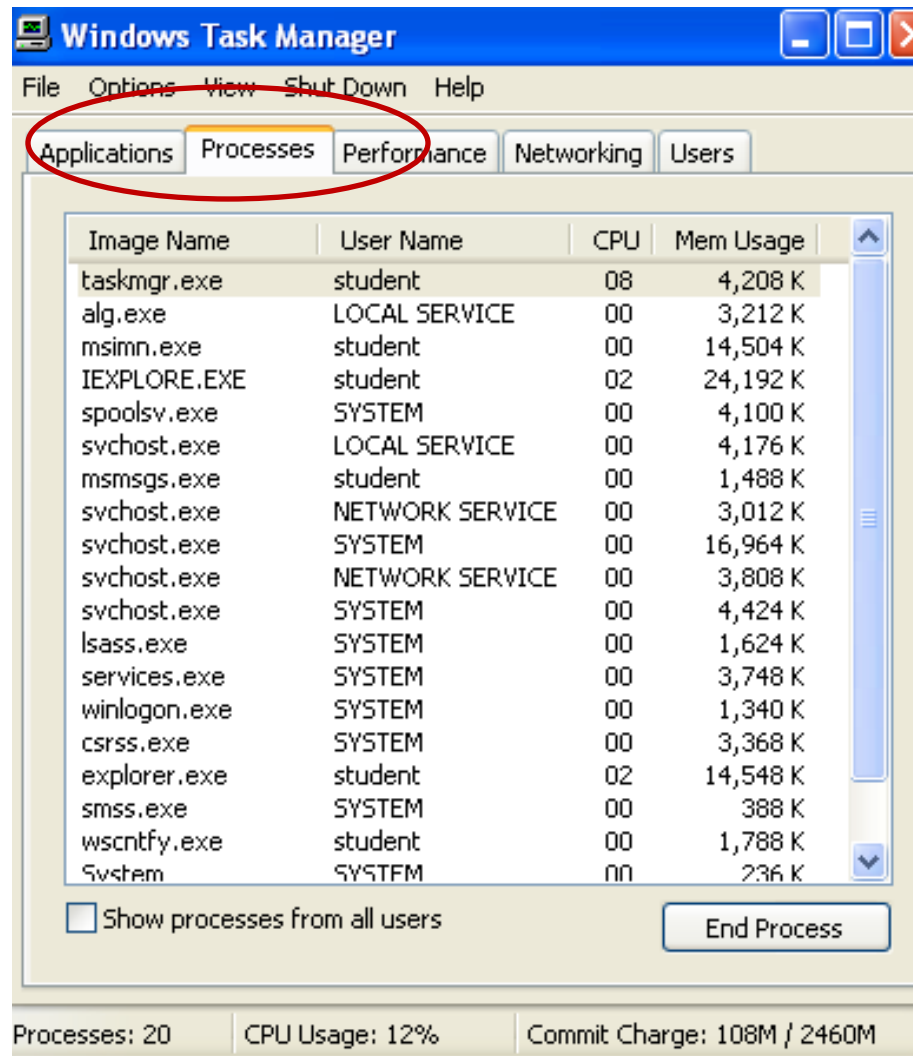 Windows Task Manager
File Options View Shut Down Help
Applications Processes Performance Networking Users
Image Name User Name CPU Mem Usage
taskmgr.exe student 08 4,208 K
alg.exe LOCAL SERVICE 00 3,212 K
msimn.exe student 00 14,504 K
IEXPLORE.EXE student 02 24,192 K
spoolsv.exe SYSTEM 00 4,100 K
svchost.exe LOCAL SERVICE 00 4,176 K
msmsgs.exe student 00 1,488 K
svchost.exe NETWORK SERVICE 00 3,012 K
svchost.exe SYSTEM 00 16,964 K
svchost.exe NETWORK SERVICE 00 3,808 K
svchost.exe SYSTEM 00 4,424 K
lsass.exe SYSTEM 00 1,624 K
services.exe SYSTEM 00 3,748 K
winlogon.exe SYSTEM 00 1,340 K
csrss.exe SYSTEM 00 3,368 K
explorer.exe student 02 14,548 K
smss.exe SYSTEM 00 388 K
wscntfy.exe student 00 1,788 K
System SYSTEM 00 236 K
Show processes from all users
End Process
Processes: 20 CPU Usage: 12% Commit Charge: 108M / 2460M